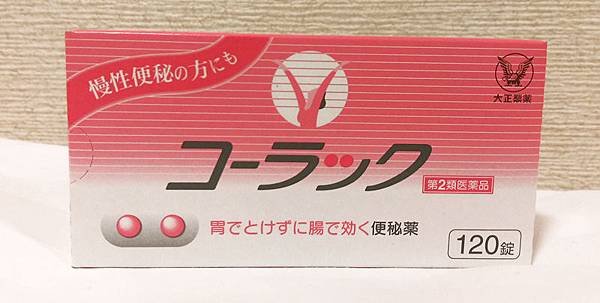 慢性便秘の方にも
大正製薬
コーラック
第2類医薬品
胃でとけずに腸で効く便秘薬
120錠